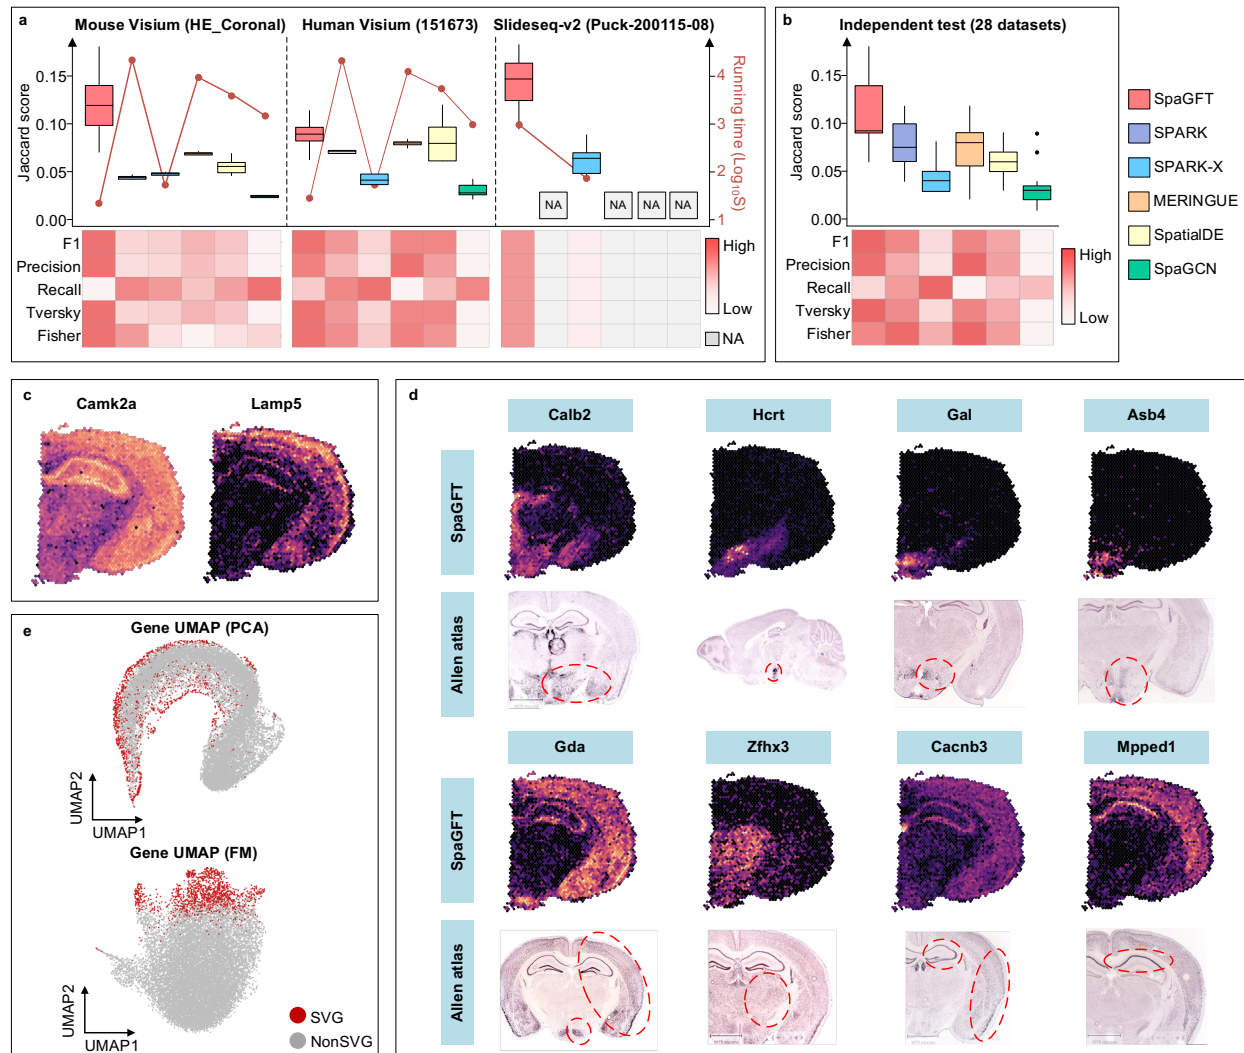 a
Mouse Visium (HE_Coronal)
Human Visium (151673)
Slideseq-v2 (Puck-200115-08)
Jaccard score
0.15
0.10
0.05
0.00
NA
NA
NA
NA
4
3
2
1
Running time (Log10S)
F1
Precision
Recall
Tversky
Fisher
High
Low
NA
b
Independent test (28 datasets)
Jaccard score
0.15
0.10
0.05
0.00
F1
Precision
Recall
Tversky
Fisher
High
Low
SpaGFT
SPARK
SPARK-X
MERINGUE
SpatialDE
SpaGCN
c
Camk2a
Lamp5
d
Calb2
Hcrt
Gal
Asb4
SpaGFT
Allen atlas
Gda
Zfhx3
Cacnb3
Mpped1
SpaGFT
Allen atlas
e
Gene UMAP (PCA)
UMAP2
UMAP1
Gene UMAP (FM)
UMAP2
UMAP1
SVG
NonSVG